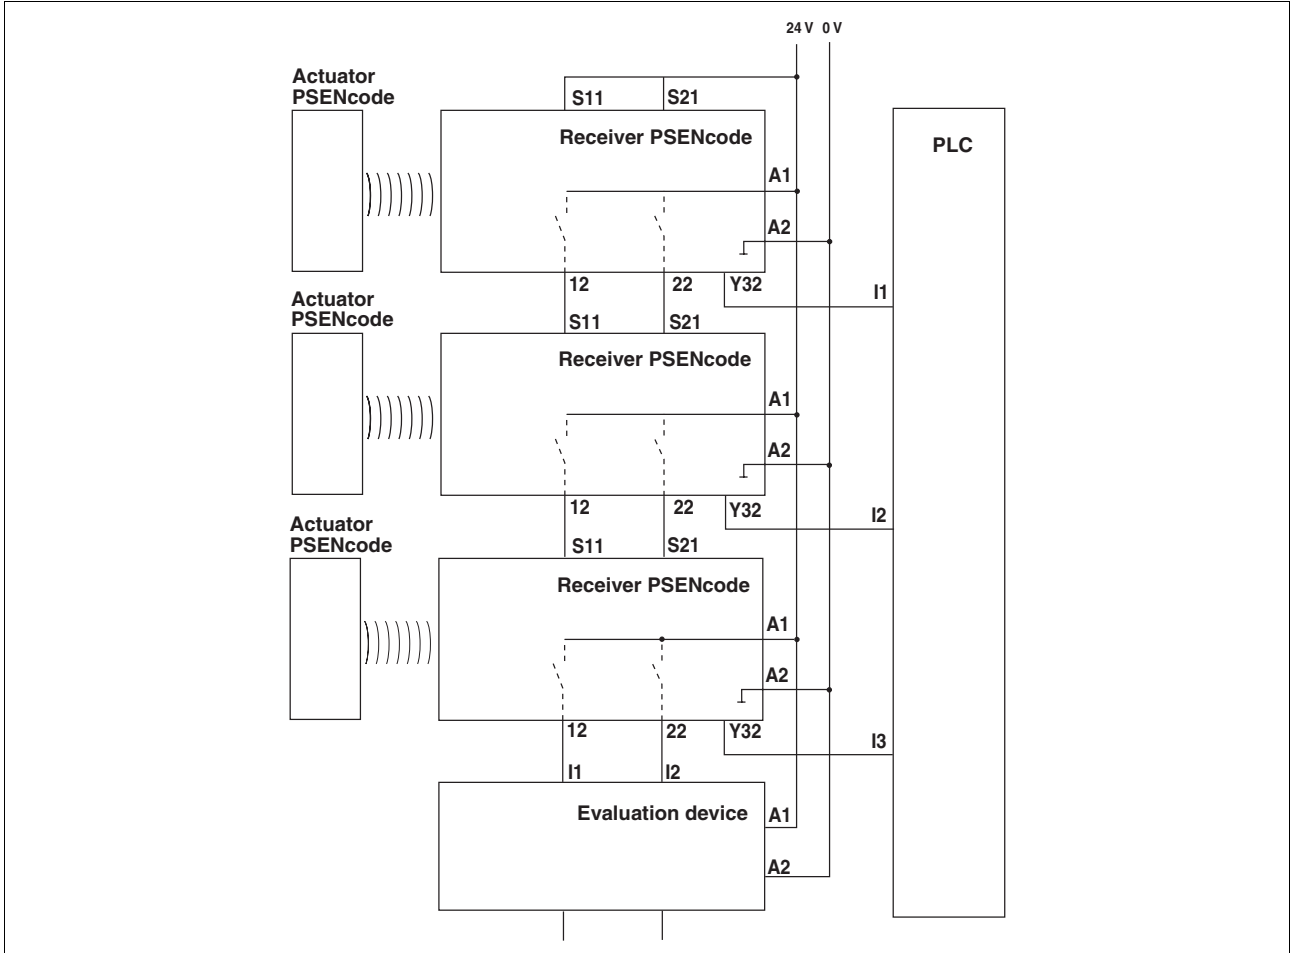 24 V 0 V
Actuator
PSENcode
S11 S21
Receiver PSENcode
PLC
A1
A2
12 22 Y32
I1
Actuator
PSENcode
S11 S21
Receiver PSENcode
A1
A2
12 22 Y32
I2
Actuator
PSENcode
S11 S21
Receiver PSENcode
A1
A2
12 22 Y32
I3
I1 I2
Evaluation device
A1
A2